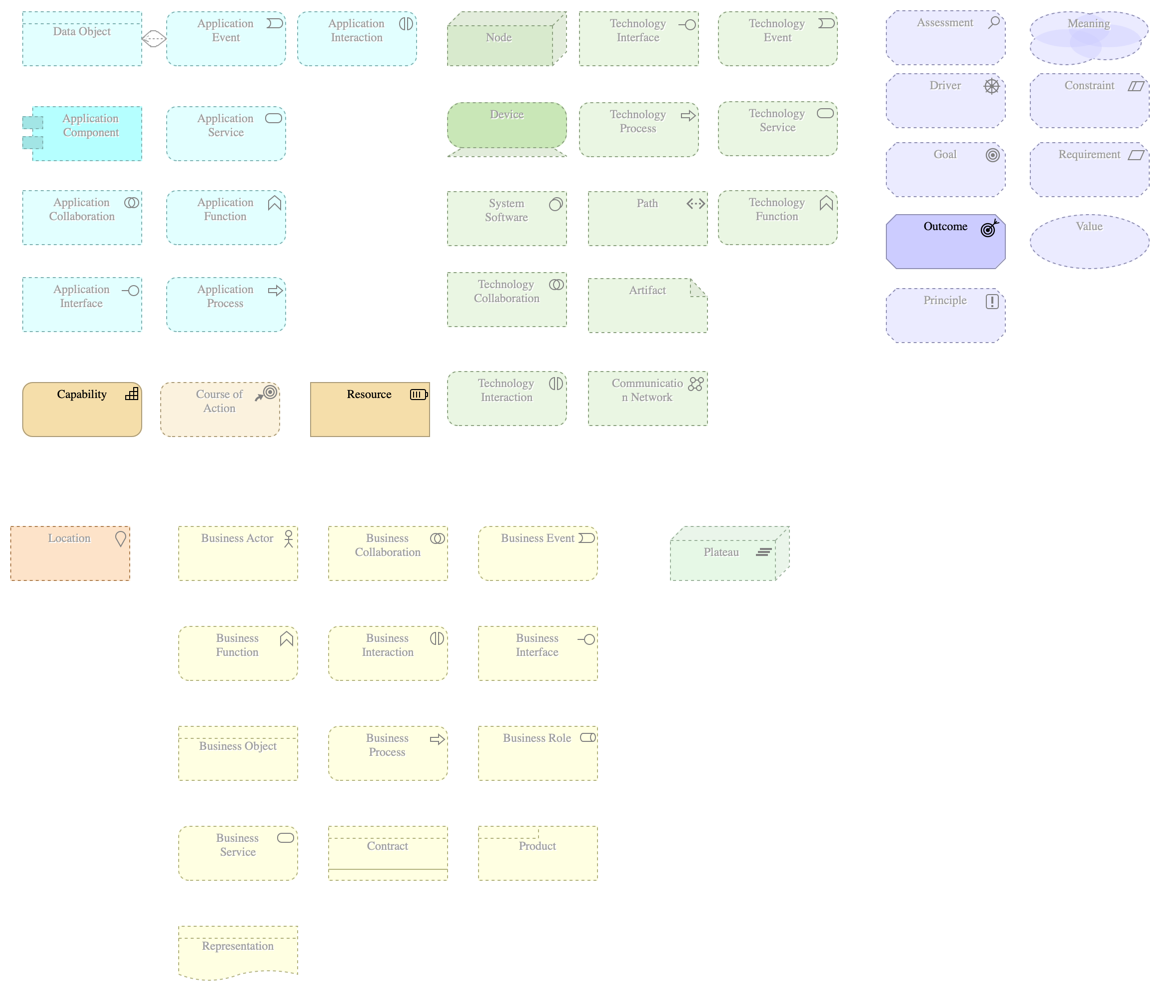 Data Object
Application
Event
Application
Interaction
Node
Technology
Interface
Technology
Event
Assessment
Meaning
Driver
Constraint
Application
Component
Application
Service
Device
Technology
Process
Technology
Service
Goal
Requirement
Application
Collaboration
Application
Function
System
Software
Path
Technology
Function
Outcome
Value
Application
Interface
Application
Process
Technology
Collaboration
Artifact
Principle
Capability
Course of
Action
Resource
Technology
Interaction
Communicatio
n Network
Location
Business Actor
Business
Collaboration
Business Event
Plateau
Business
Function
Business
Interaction
Business
Interface
Business Object
Business
Process
Business Role
Business
Service
Contract
Product
Representation